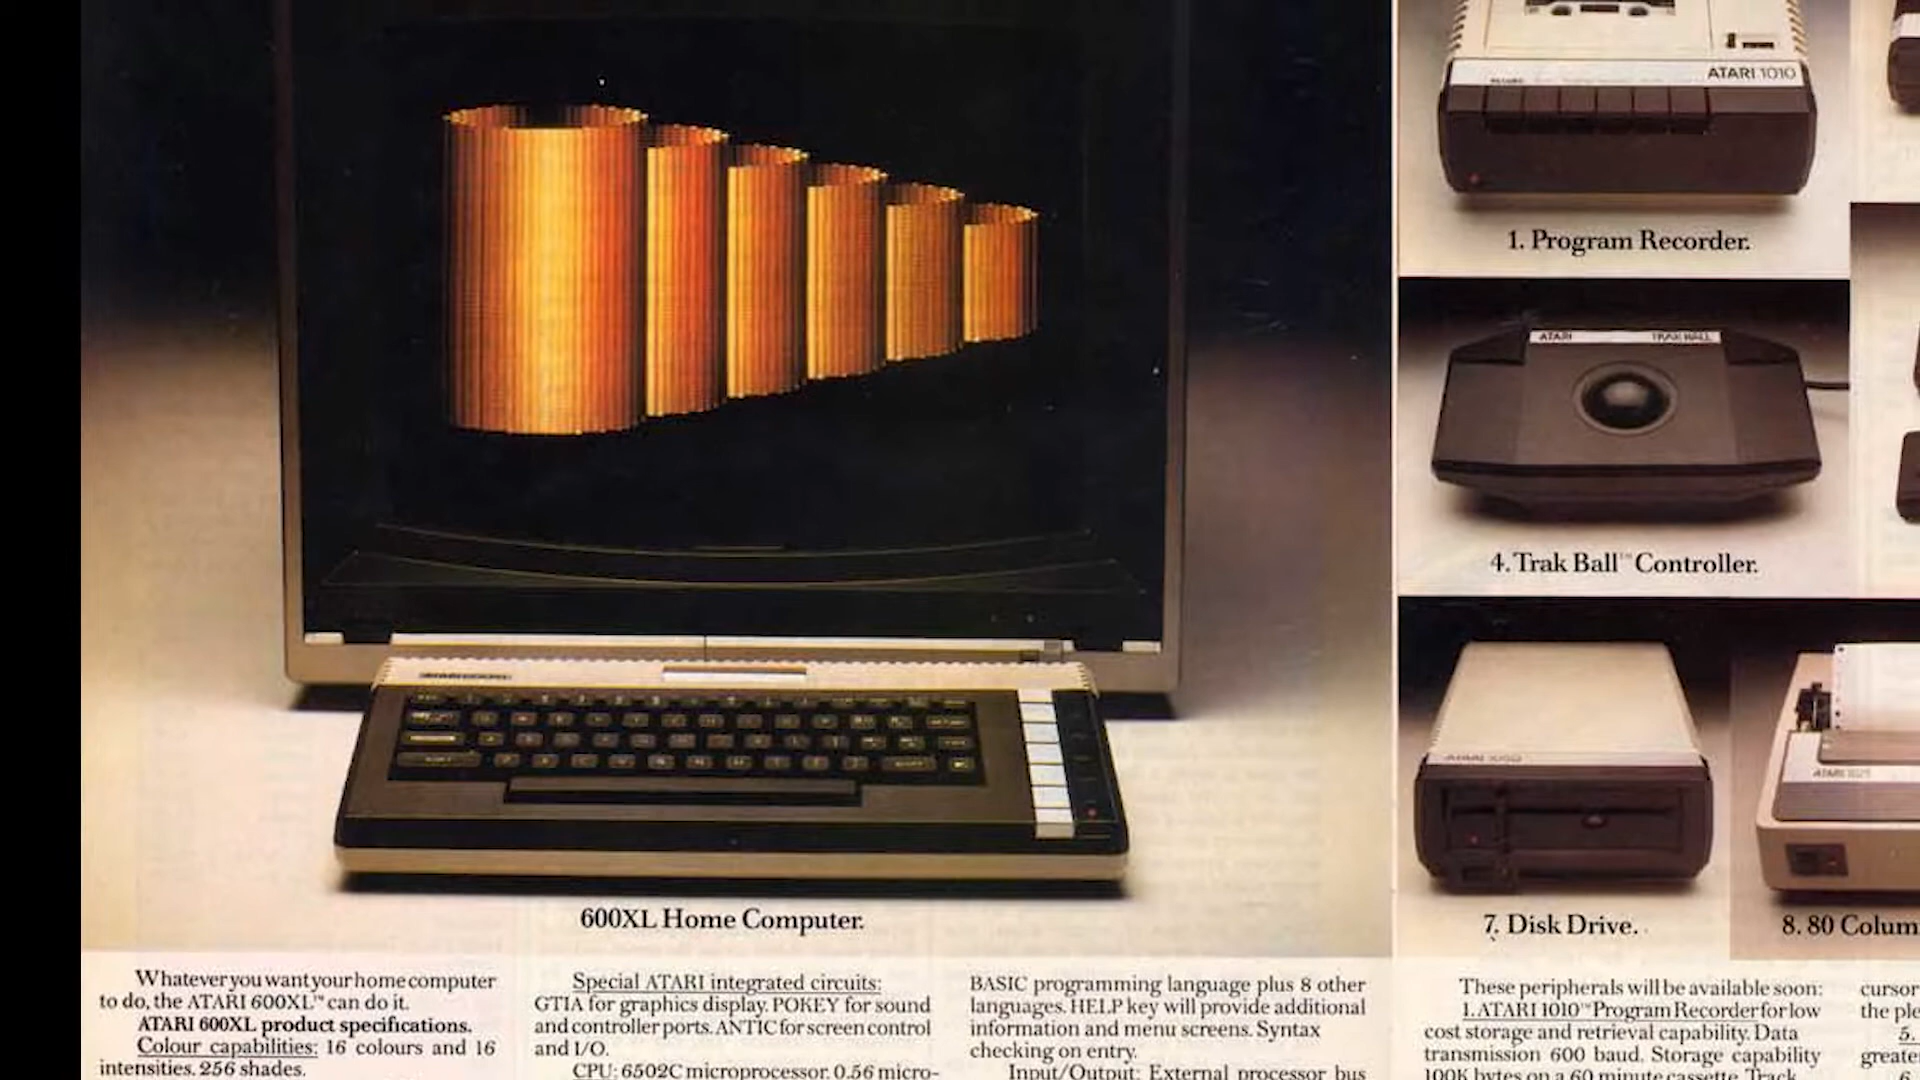 ATARI 1010
1. Program Recorder.
ATARI TRAK BALL
4. Trak Ball™ Controller.
7. Disk Drive.
8. 80 Colum
600XL Home Computer.
Whatever you want your home computer
to do, the ATARI 600XL™ can do it.
ATARI 600XL product specifications.
Colour capabilities: 16 colours and 16
intensities. 256 shades.
Special ATARI integrated circuits:
GTIA for graphics display. POKEY for sound
and controller ports. ANTIC for screen control
and I/O.
CPU: 6502C microprocessor. 0.56 micro-
BASIC programming language plus 8 other
languages. HELP key will provide additional
information and menu screens. Syntax
checking on entry.
Input/Output: External processor bus
These peripherals will be available soon:
1. ATARI 1010™ Program Recorder for low
cost storage and retrieval capability. Data
transmission 600 baud. Storage capability
100K bytes on a 60 minute cassette. Track
cursor
the ple
5.
greate
6.